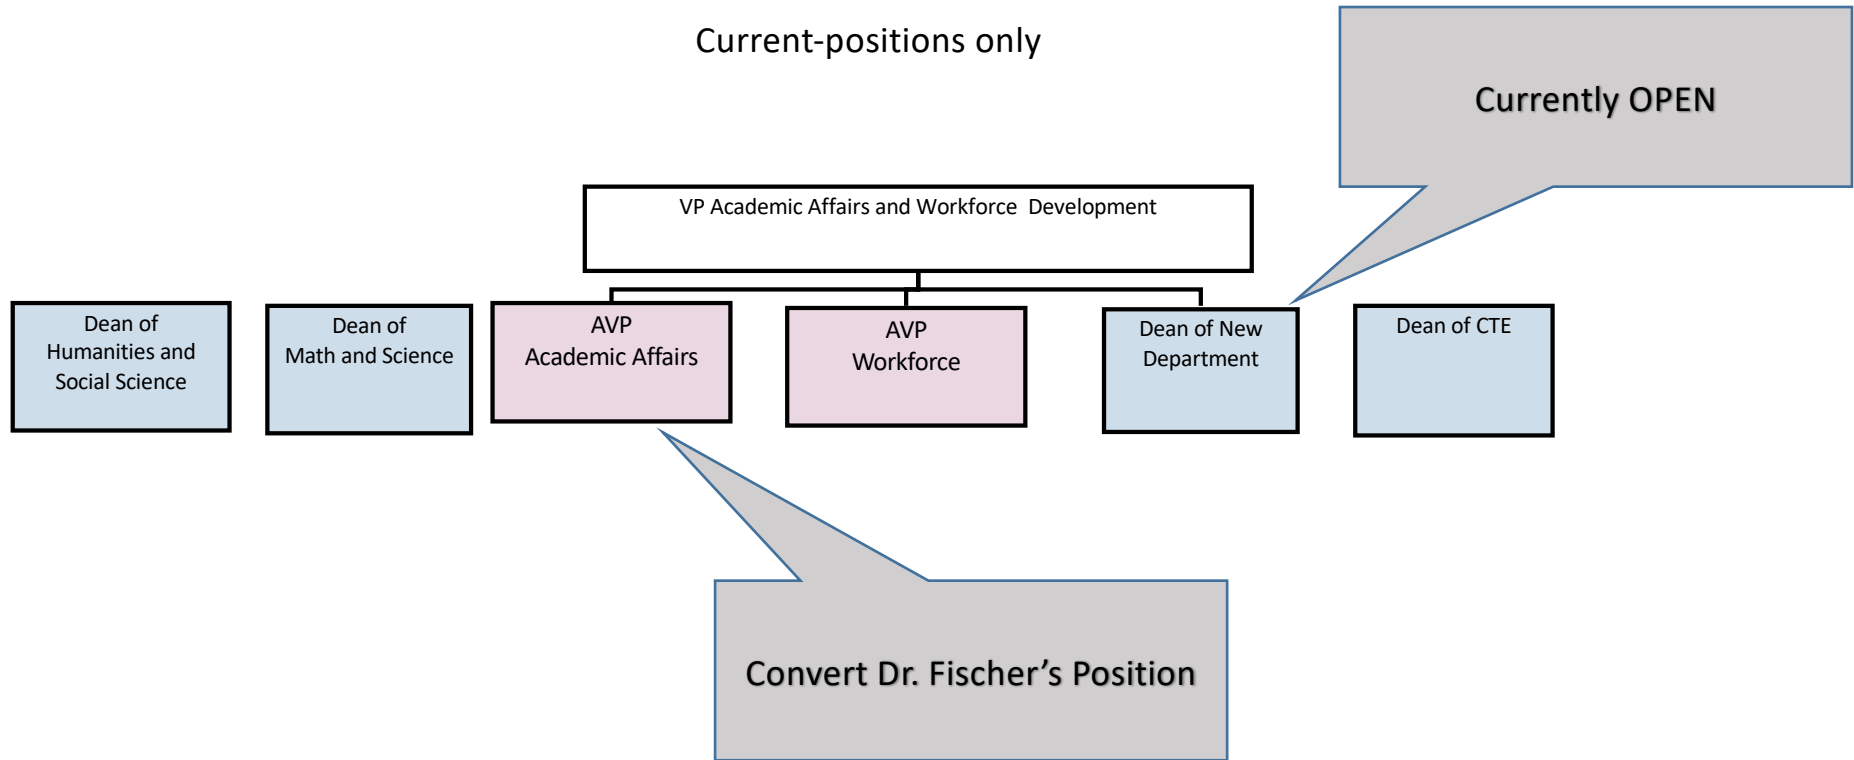 Current-positions only
Currently OPEN
VP Academic Affairs and Workforce  Development
Dean of
Humanities and
Social Science
Dean of
Math and Science
AVP
Academic Affairs
AVP
Workforce
Dean of New
Department
Dean of CTE
Convert Dr. Fischer’s Position